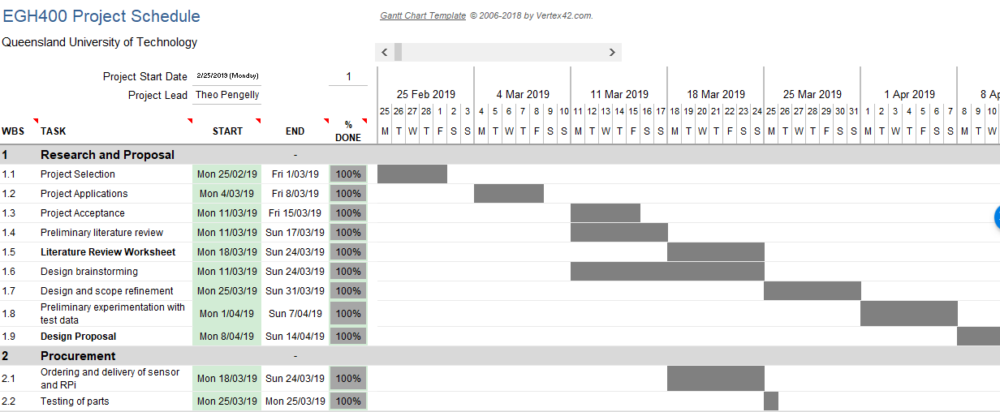 EGH400 Project Schedule
Gantt Chart Template © 2006-2018 by Vertex42.com.
Queensland University of Technology
Project Start Date 2/25/2019 (Monday) 1
Project Lead Theo Pengelly
25 Feb 2019 4 Mar 2019 11 Mar 2019 18 Mar 2019 25 Mar 2019 1 Apr 2019 8 Ap
25 26 27 28 1 2 3 4 5 6 7 8 9 10 11 12 13 14 15 16 17 18 19 20 21 22 23 24 25 26 27 28 29 30 31 1 2 3 4 5 6 7 8 9 10
WBS TASK START END % DONE M T W T F S S M T W T F S S M T W T F S S M T W T F S S M T W T F S S M T W T F S S M T W
1 Research and Proposal -
1.1 Project Selection Mon 25/02/19 Fri 1/03/19 100%
1.2 Project Applications Mon 4/03/19 Fri 8/03/19 100%
1.3 Project Acceptance Mon 11/03/19 Fri 15/03/19 100%
1.4 Preliminary literature review Mon 11/03/19 Sun 17/03/19 100%
1.5 Literature Review Worksheet Mon 18/03/19 Sun 24/03/19 100%
1.6 Design brainstorming Mon 11/03/19 Sun 24/03/19 100%
1.7 Design and scope refinement Mon 25/03/19 Sun 31/03/19 100%
1.8 Preliminary experimentation with test data Mon 1/04/19 Sun 7/04/19 100%
1.9 Design Proposal Mon 8/04/19 Sun 14/04/19 100%
2 Procurement -
2.1 Ordering and delivery of sensor and RPi Mon 18/03/19 Sun 24/03/19 100%
2.2 Testing of parts Mon 25/03/19 Mon 25/03/19 100%